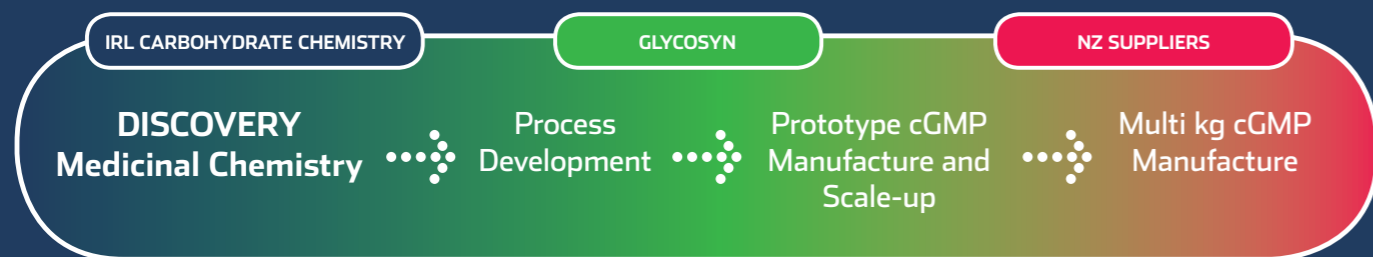 IRL CARBOHYDRATE CHEMISTRY
GLYCOSYN
NZ SUPPLIERS
DISCOVERY
Medicinal Chemistry
Process
Development
Prototype cGMP
Manufacture and
Scale-up
Multi kg cGMP
Manufacture